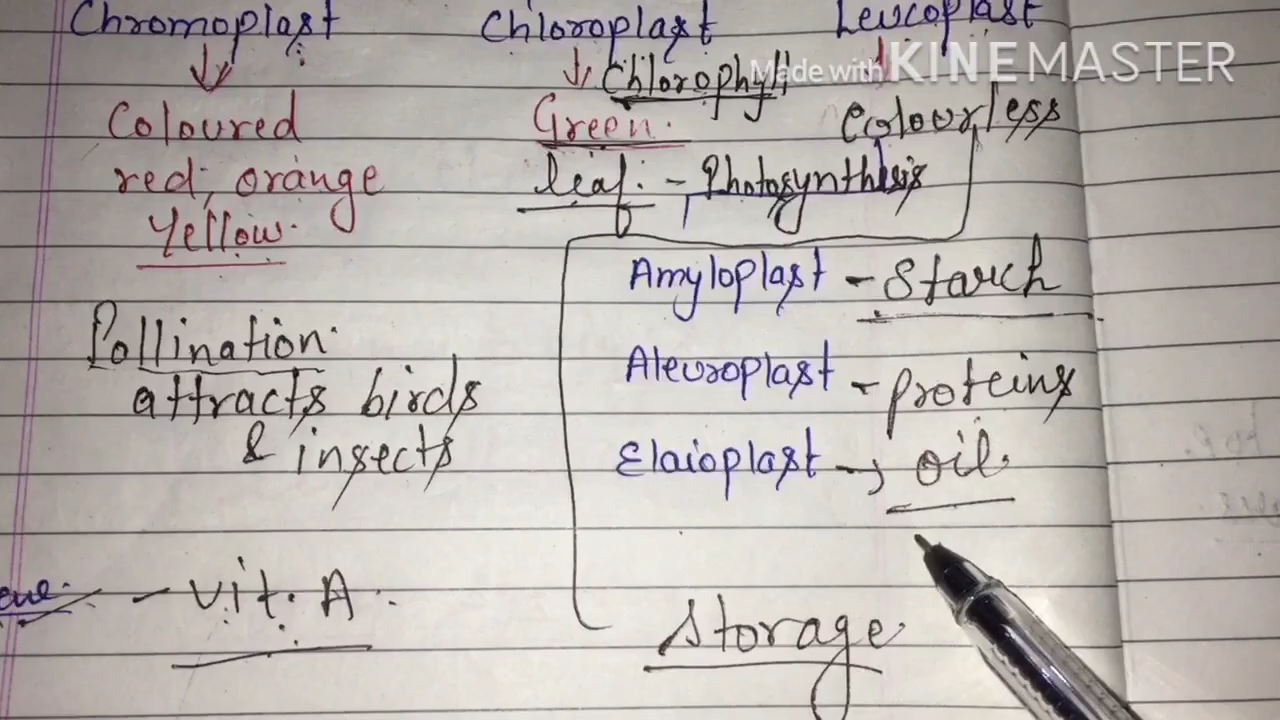 Chromoplast Chloroplast Leucoplast
Chlorophyll
Made with KINEMASTER
Coloured Green. Colourless
red, orange leaf. - Photosynthesis
Yellow.
Amyloplast - Starch
Pollination
attracts birds Aleuroplast - proteins
& insects Elaioplast → oil.
- Vit. A.
Storage